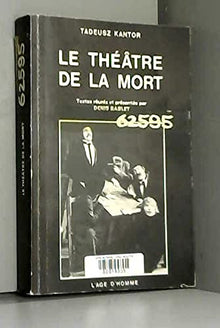 TADEUSZ KANTOR
LE THÉÂTRE
DE LA MORT
Textes réunis et présentés par
DENIS BABLET
62595
L'AGE D'HOMME
62595
LE THÉÂTRE DE LA MORT